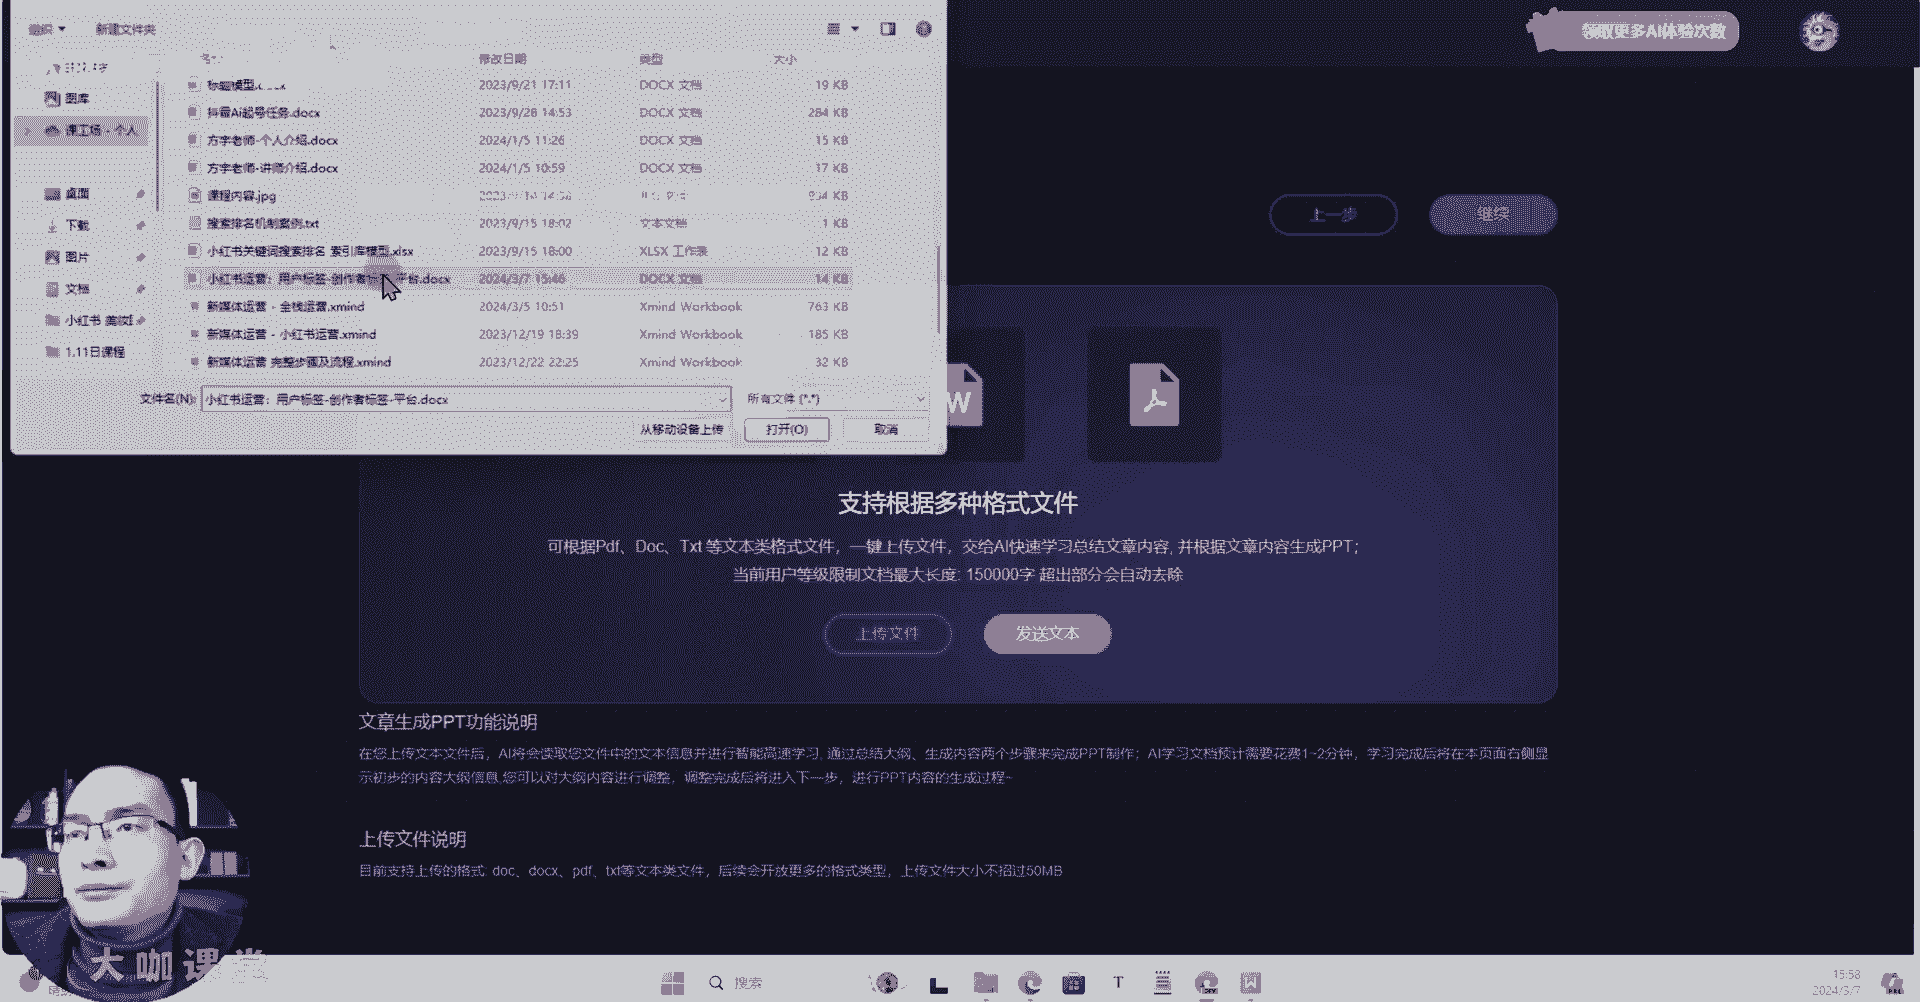 组织 新建文件夹
领取更多AI体验次数
修改日期 类型 大小
标题模型 2023/9/21 17:11 DOCX 文档 19 KB
图库
抖音Ai起号任务.docx 2023/9/28 14:53 DOCX 文档 284 KB
课工场 - 个人
方宇老师-个人介绍.docx 2024/1/5 11:26 DOCX 文档 15 KB
方宇老师-讲师介绍.docx 2024/1/5 10:59 DOCX 文档 17 KB
桌面
课程内容.jpg 934 KB
下载
搜索排名机制案例.txt 2023/9/15 18:02 文本文档 1 KB
图片
小红书关键词搜索排名 索引库模型.xlsx 2023/9/15 18:00 XLSX 工作表 12 KB
上一步 继续
文档
小红书运营：用户标签-创作者标签-平台.docx 2024/3/7 15:46 DOCX 文档 14 KB
小红书
新媒体运营 - 全栈运营.xmind 2024/3/5 10:51 Xmind Workbook 763 KB
新媒体运营 - 小红书运营.xmind 2023/12/19 18:39 Xmind Workbook 185 KB
1.11日课程
新媒体运营 完整步骤及流程.xmind 2023/12/22 22:25 Xmind Workbook 32 KB
文件名(N): 小红书运营：用户标签-创作者标签-平台.docx 所有文件 (*.*)
从移动设备上传 打开(O) 取消
W
支持根据多种格式文件
可根据Pdf、Doc、Txt 等文本类格式文件，一键上传文件，交给AI快速学习总结文章内容, 并根据文章内容生成PPT；
当前用户等级限制文档最大长度: 150000字 超出部分会自动去除
上传文件 发送文本
文章生成PPT功能说明
在您上传文本文件后，AI将会读取您文件中的文本信息并进行智能高速学习, 通过总结大纲、生成内容两个步骤来完成PPT制作；AI学习文档预计需要花费1~2分钟，学习完成后将在本页面右侧显
示初步的内容大纲信息,您可以对大纲内容进行调整，调整完成后将进入下一步，进行PPT内容的生成过程~
上传文件说明
目前支持上传的格式: doc、docx、pdf、txt等文本类文件，后续会开放更多的格式类型，上传文件大小不超过50MB
大咖课堂
搜索
15:58
2024/3/7